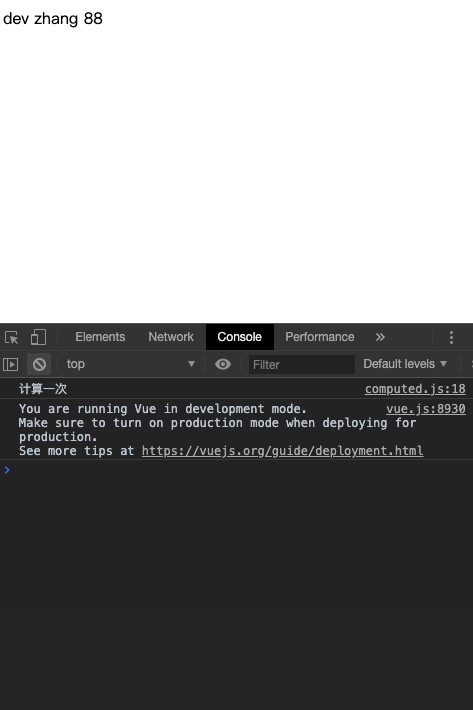 dev zhang 88
Elements Network Console Performance »
top Filter Default levels
计算一次 computed.js:18
You are running Vue in development mode. vue.js:8930
Make sure to turn on production mode when deploying for
production.
See more tips at https://vuejs.org/guide/deployment.html